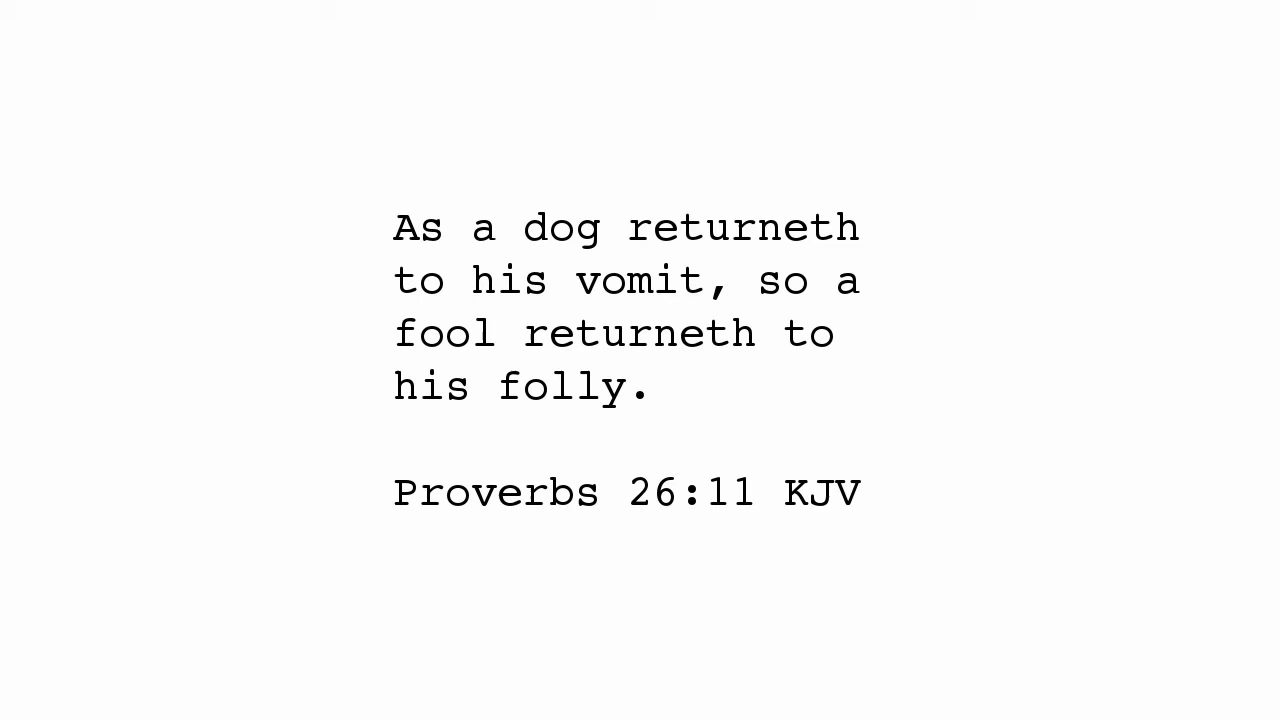 As a dog returneth
to his vomit, so a
fool returneth to
his folly.
Proverbs 26:11 KJV